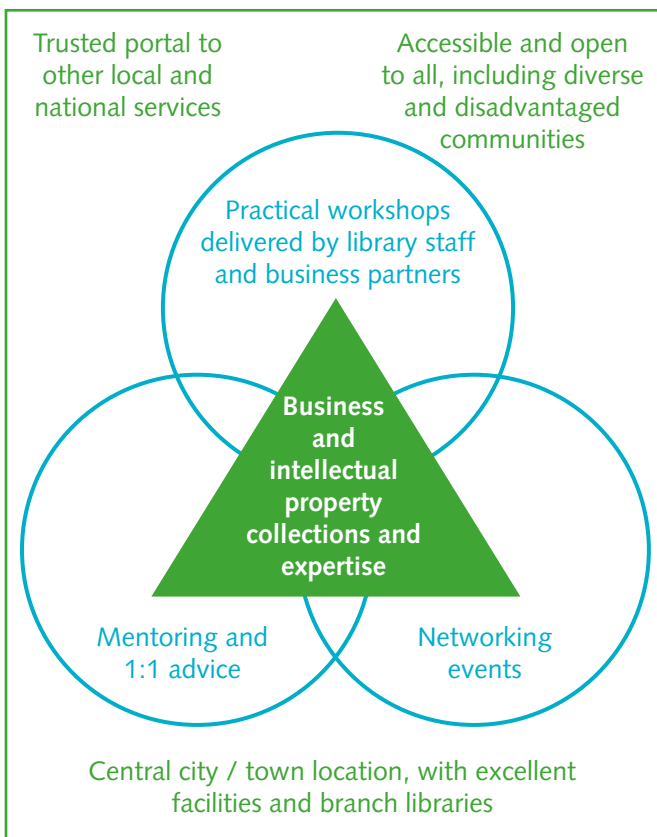 Trusted portal to
other local and
national services
Accessible and open
to all, including diverse
and disadvantaged
communities
Practical workshops
delivered by library staff
and business partners
Business
and
intellectual
property
collections and
expertise
Mentoring and
1:1 advice
Networking
events
Central city / town location, with excellent
facilities and branch libraries